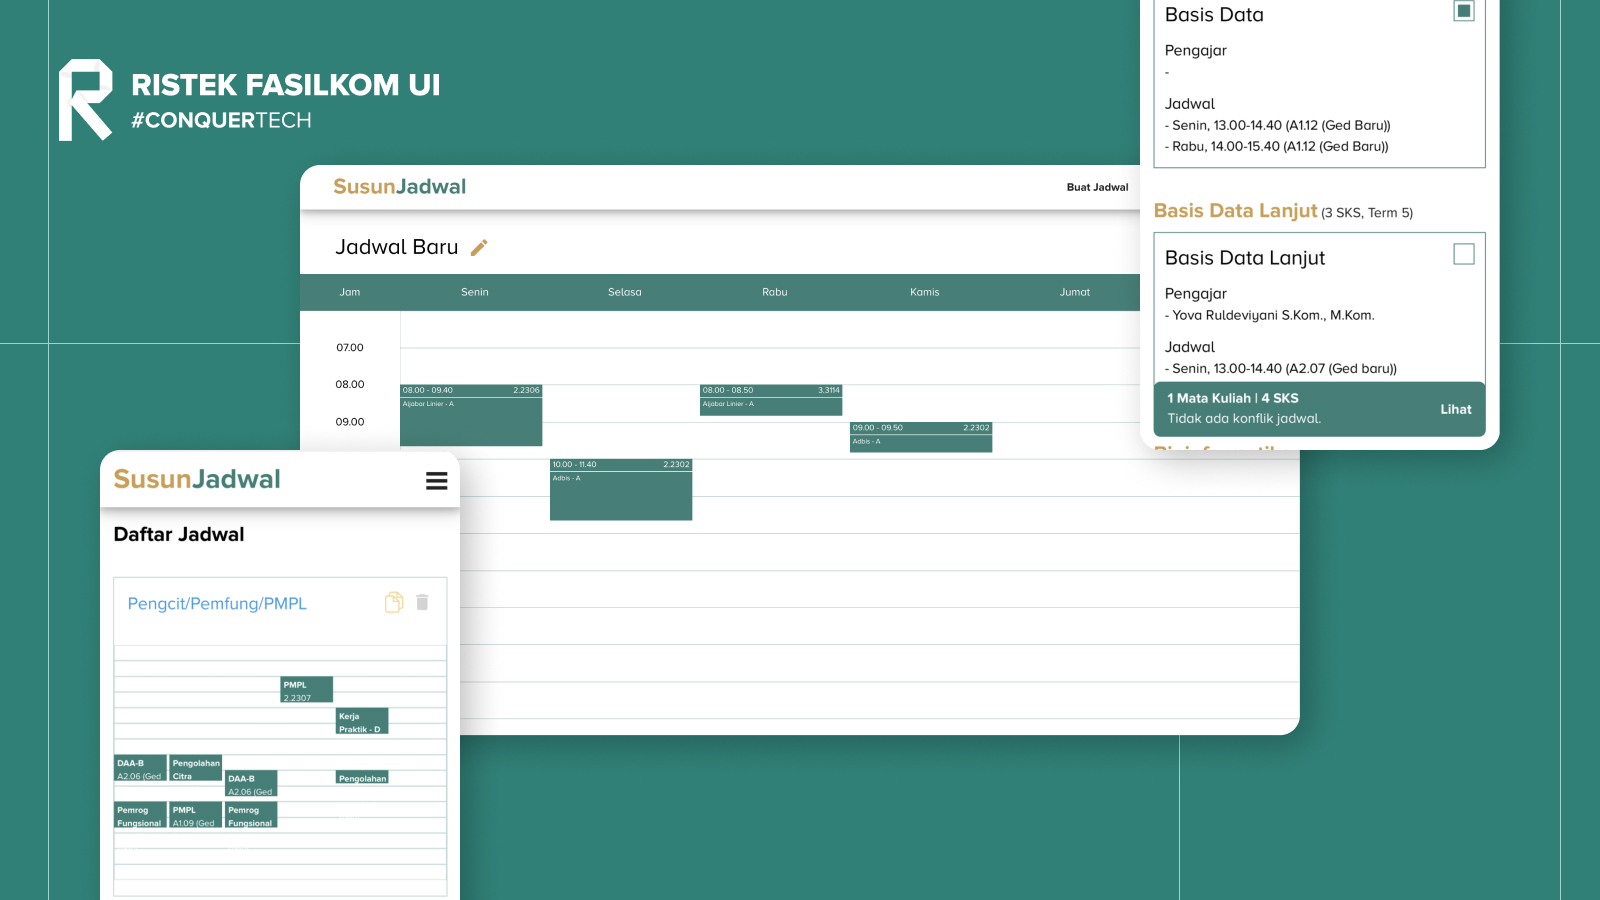 RISTEK FASILKOM UI
#CONQUERTECH
SusunJadwal
Buat Jadwal
Jadwal Baru
Jam Senin Selasa Rabu Kamis Jumat
07.00
08.00
09.00
08.00 - 09.40 2.2306
Aljabar Linier - A
08.00 - 08.50 3.3114
Aljabar Linier - A
09.00 - 09.50 2.2302
Adbis - A
10.00 - 11.40 2.2302
Adbis - A
Basis Data
Pengajar
-
Jadwal
- Senin, 13.00-14.40 (A1.12 (Ged Baru))
- Rabu, 14.00-15.40 (A1.12 (Ged Baru))
Basis Data Lanjut (3 SKS, Term 5)
Basis Data Lanjut
Pengajar
- Yova Ruldeviyani S.Kom., M.Kom.
Jadwal
- Senin, 13.00-14.40 (A2.07 (Ged baru))
1 Mata Kuliah | 4 SKS
Tidak ada konflik jadwal.
Lihat
SusunJadwal
Daftar Jadwal
Pengcit/Pemfung/PMPL
PMPL
2.2307
Kerja
Praktik - D
DAA-B
A2.06 (Ged
Pengolahan
Citra
DAA-B
A2.06 (Ged
Pengolahan
Pemrog
Fungsional
PMPL
A1.09 (Ged
Pemrog
Fungsional